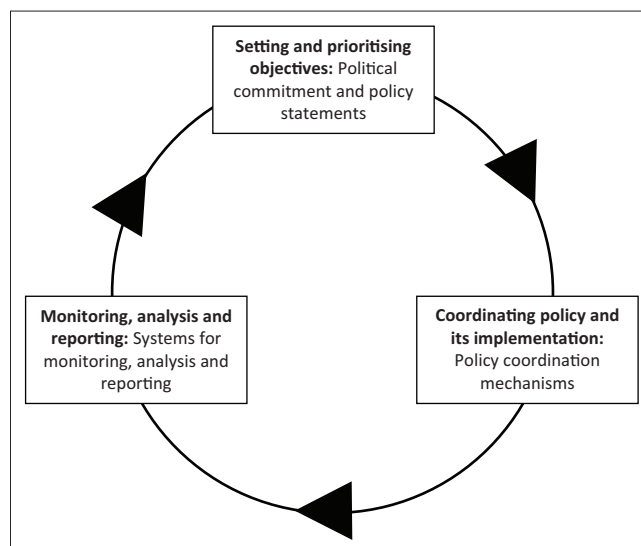 Setting and prioritising
objectives: Political
commitment and policy
statements
Monitoring, analysis and
reporting: Systems for
monitoring, analysis and
reporting
Coordinating policy and
its implementation:
Policy coordination
mechanisms